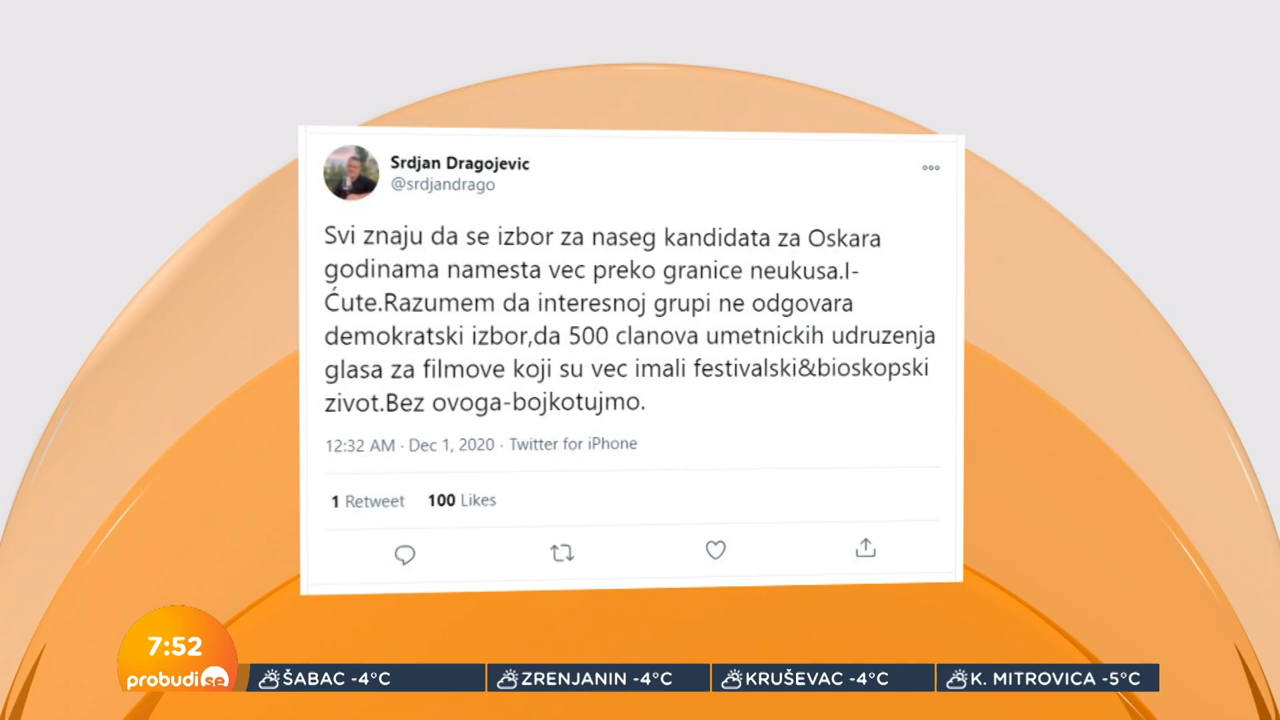 Srdjan Dragojevic
@srdjandrago
Svi znaju da se izbor za naseg kandidata za Oskara
godinama namesta vec preko granice neukusa.I-
Ćute.Razumem da interesnoj grupi ne odgovara
demokratski izbor,da 500 clanova umetnickih udruzenja
glasa za filmove koji su vec imali festivalski&bioskopski
zivot.Bez ovoga-bojkotujmo.
12:32 AM · Dec 1, 2020 · Twitter for iPhone
1 Retweet 100 Likes
7:52
probudi se
ŠABAC -4°C ZRENJANIN -4°C KRUŠEVAC -4°C K. MITROVICA -5°C